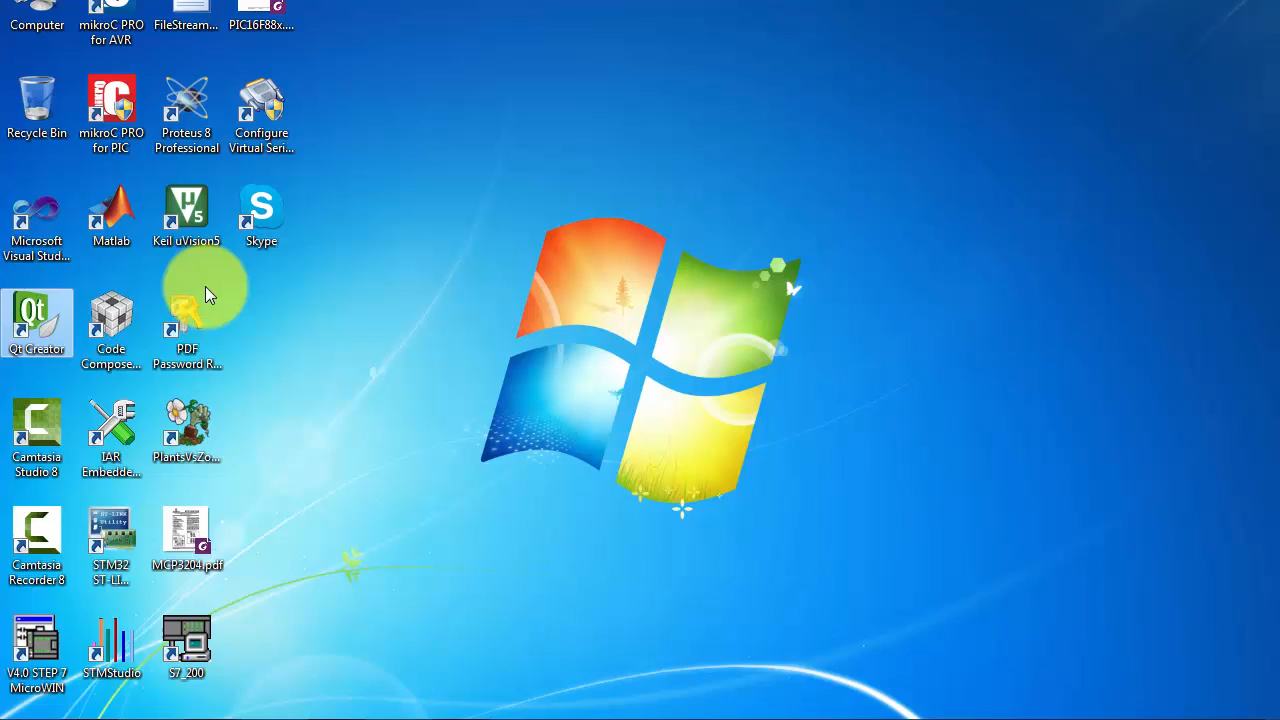 Computer
mikroC PRO
for AVR
FileStream...
PIC16F88x....
Recycle Bin
mikroC PRO
for PIC
Proteus 8
Professional
Configure
Virtual Seri...
Microsoft
Visual Stud...
Matlab
Keil uVision5
Skype
Qt Creator
Code
Compose...
PDF
Password R...
Camtasia
Studio 8
IAR
Embedde...
PlantsVsZo...
Camtasia
Recorder 8
STM32
ST-LI...
MCP3204.pdf
V4.0 STEP 7
MicroWIN
STMStudio
S7_200